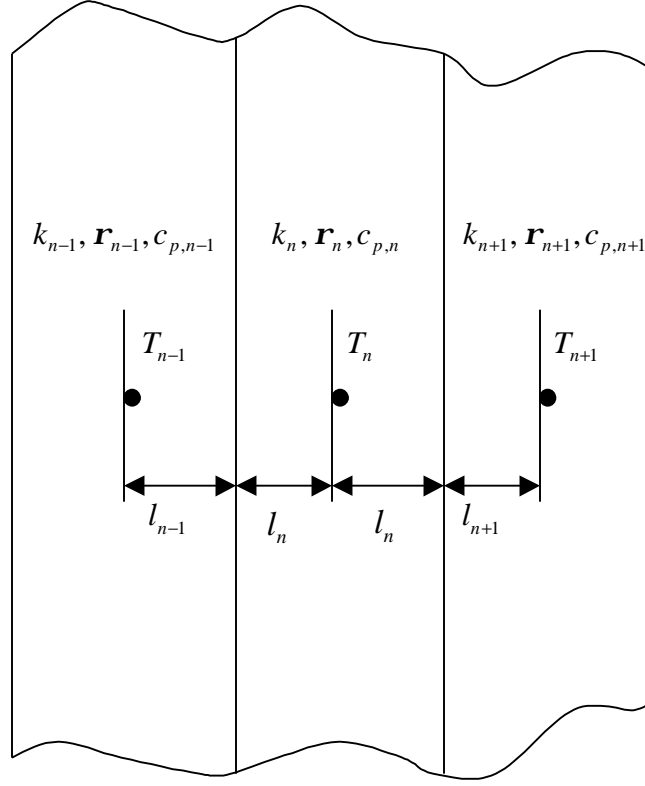 k_{n-1}, r_{n-1}, c_{p,n-1} k_n, r_n, c_{p,n} k_{n+1}, r_{n+1}, c_{p,n+1}
T_{n-1} T_n T_{n+1}
l_{n-1} l_n l_n l_{n+1}